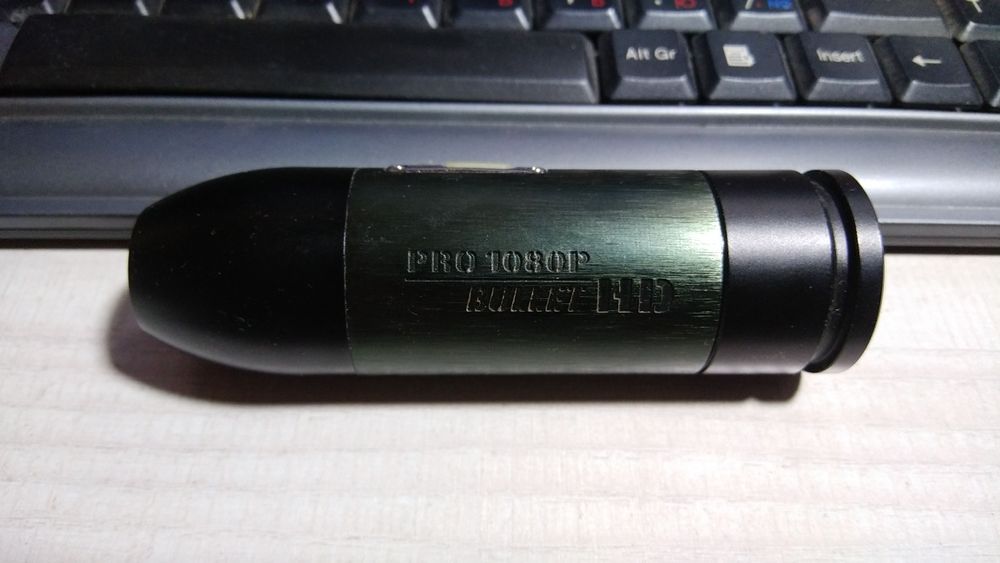 Alt Gr
Insert
←
PRO 1080P
BULLET HD